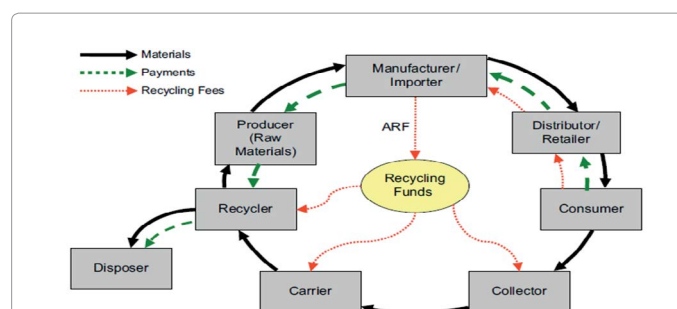 Materials
Payments
Recycling Fees
Manufacturer/
Importer
Producer
(Raw
Materials)
ARF
Distributor/
Retailer
Recycling
Funds
Recycler
Consumer
Disposer
Carrier
Collector